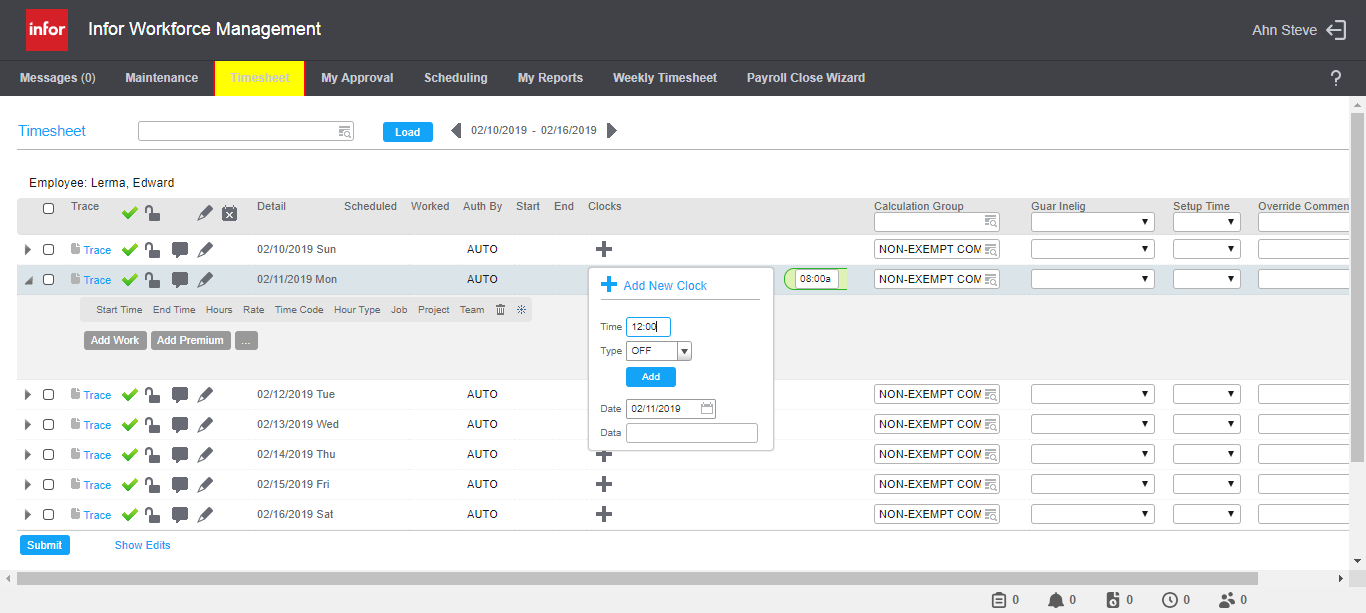 infor Infor Workforce Management Ahn Steve
Messages (0) Maintenance Timesheet My Approval Scheduling My Reports Weekly Timesheet Payroll Close Wizard ?
Timesheet Load 02/10/2019 - 02/16/2019
Employee: Lerma, Edward
Trace Detail Scheduled Worked Auth By Start End Clocks Calculation Group Guar Inelig Setup Time Override Commen
Trace 02/10/2019 Sun AUTO NON-EXEMPT COM
Trace 02/11/2019 Mon AUTO 08:00a NON-EXEMPT COM
Add New Clock
Start Time End Time Hours Rate Time Code Hour Type Job Project Team
Time 12:00
Add Work Add Premium ...
Type OFF
Add
Trace 02/12/2019 Tue AUTO NON-EXEMPT COM
Date 02/11/2019
Trace 02/13/2019 Wed AUTO NON-EXEMPT COM
Data
Trace 02/14/2019 Thu AUTO NON-EXEMPT COM
Trace 02/15/2019 Fri AUTO NON-EXEMPT COM
Trace 02/16/2019 Sat AUTO NON-EXEMPT COM
Submit Show Edits
0 0 0 0 0